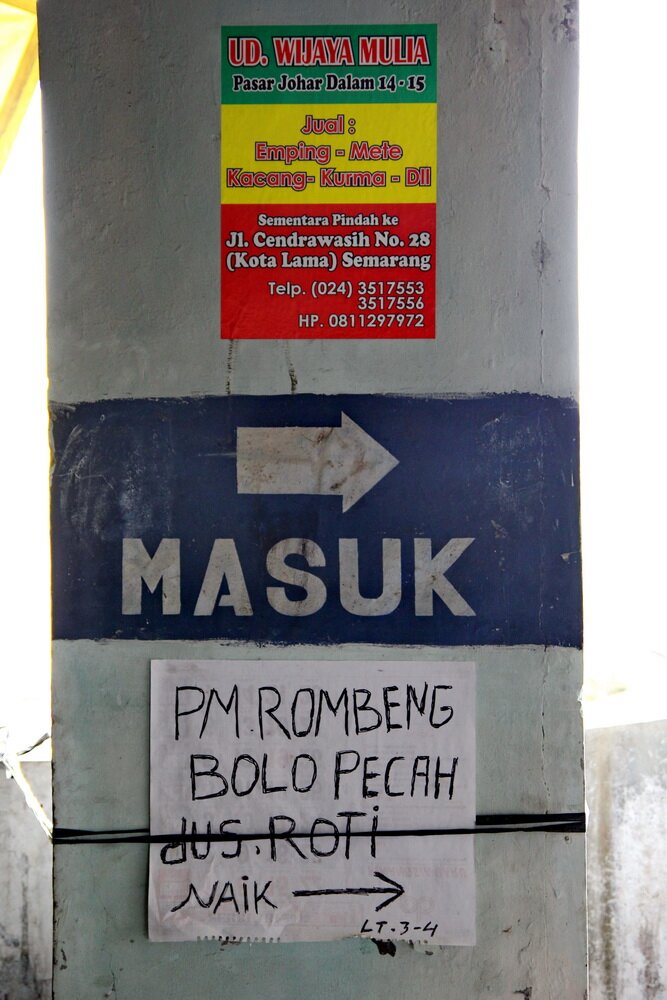 UD. WIJAYA MULIA
Pasar Johar Dalam 14 - 15
Jual :
Emping - Mete
Kacang- Kurma - Dll
Sementara Pindah ke
Jl. Cendrawasih No. 28
(Kota Lama) Semarang
Telp. (024) 3517553
3517556
HP. 0811297972
MASUK
PM.ROMBENG
BOLO PECAH
dUS.ROTi
NAiK
LT.3-4